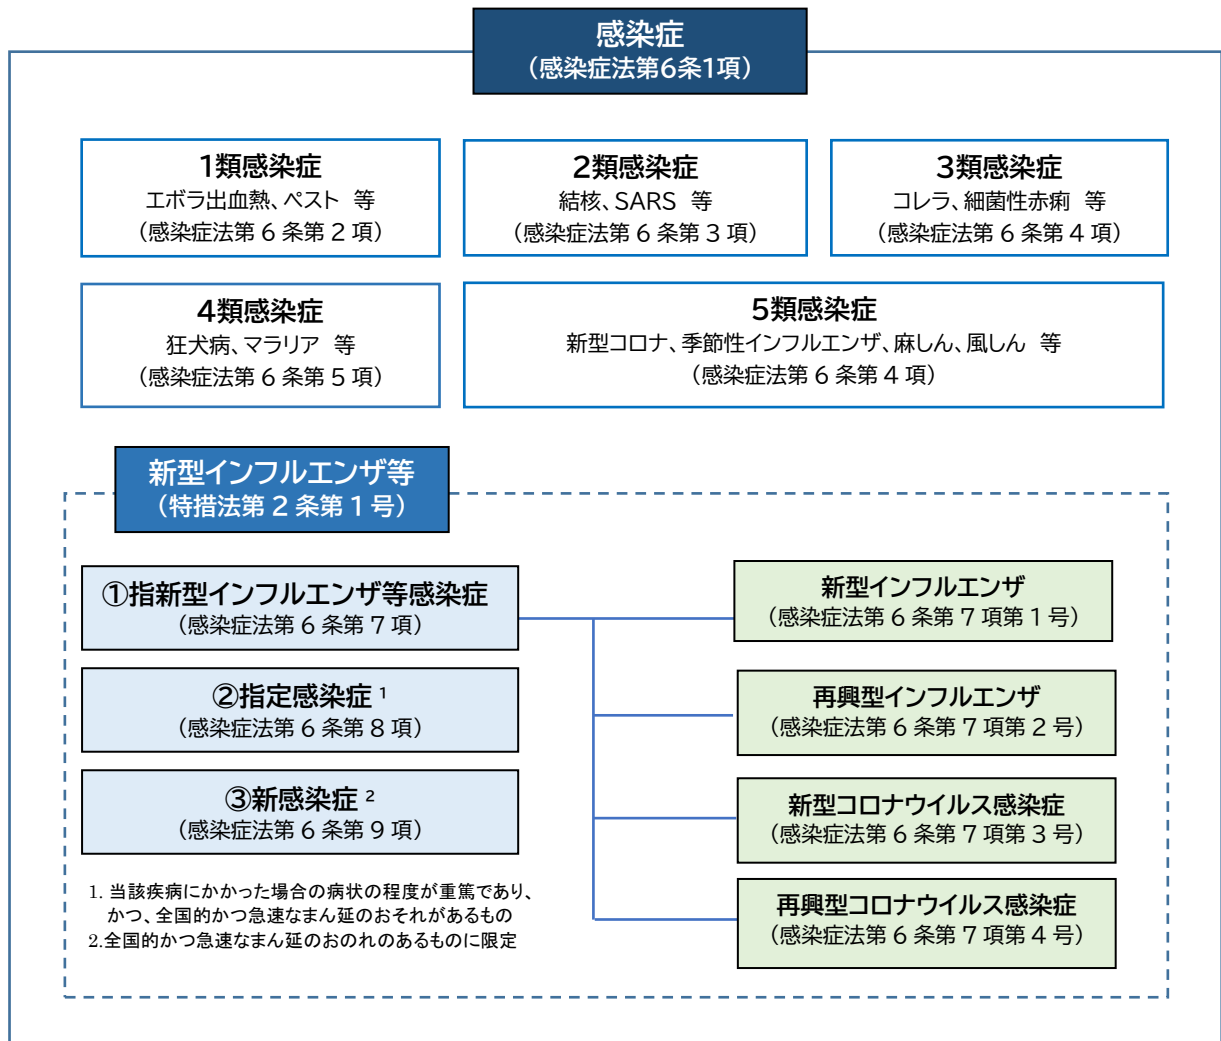 感染症
(感染症法第6条1項)
1類感染症
エボラ出血熱、ペスト 等
(感染症法第6条第2項)
2類感染症
結核、SARS 等
(感染症法第6条第3項)
3類感染症
コレラ、細菌性赤痢 等
(感染症法第6条第4項)
4類感染症
狂犬病、マラリア 等
(感染症法第6条第5項)
5類感染症
新型コロナ、季節性インフルエンザ、麻しん、風しん 等
(感染症法第6条第4項)
新型インフルエンザ等
(特措法第2条第1号)
①指新型インフルエンザ等感染症
(感染症法第6条第7項)
②指定感染症 1
(感染症法第6条第8項)
③新感染症 2
(感染症法第6条第9項)
1. 当該疾病にかかった場合の病状の程度が重篤であり、
かつ、全国的かつ急速なまん延のおそれがあるもの
2.全国的かつ急速なまん延のおのれのあるものに限定
新型インフルエンザ
(感染症法第6条第7項第1号)
再興型インフルエンザ
(感染症法第6条第7項第2号)
新型コロナウイルス感染症
(感染症法第6条第7項第3号)
再興型コロナウイルス感染症
(感染症法第6条第7項第4号)